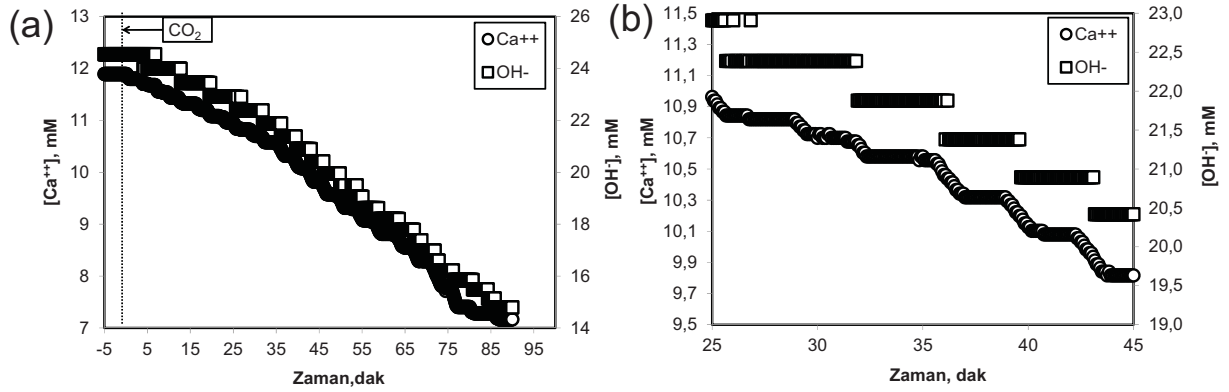 (a)
CO2
Ca++
OH-
13
12
11
10
9
8
7
[Ca++], mM
26
24
22
20
18
16
14
[OH-], mM
-5 5 15 25 35 45 55 65 75 85 95
Zaman,dak
(b)
Ca++
OH-
11,5
11,3
11,1
10,9
10,7
10,5
10,3
10,1
9,9
9,7
9,5
[Ca++], mM
23,0
22,5
22,0
21,5
21,0
20,5
20,0
19,5
19,0
[OH-], mM
25 30 35 40 45
Zaman, dak